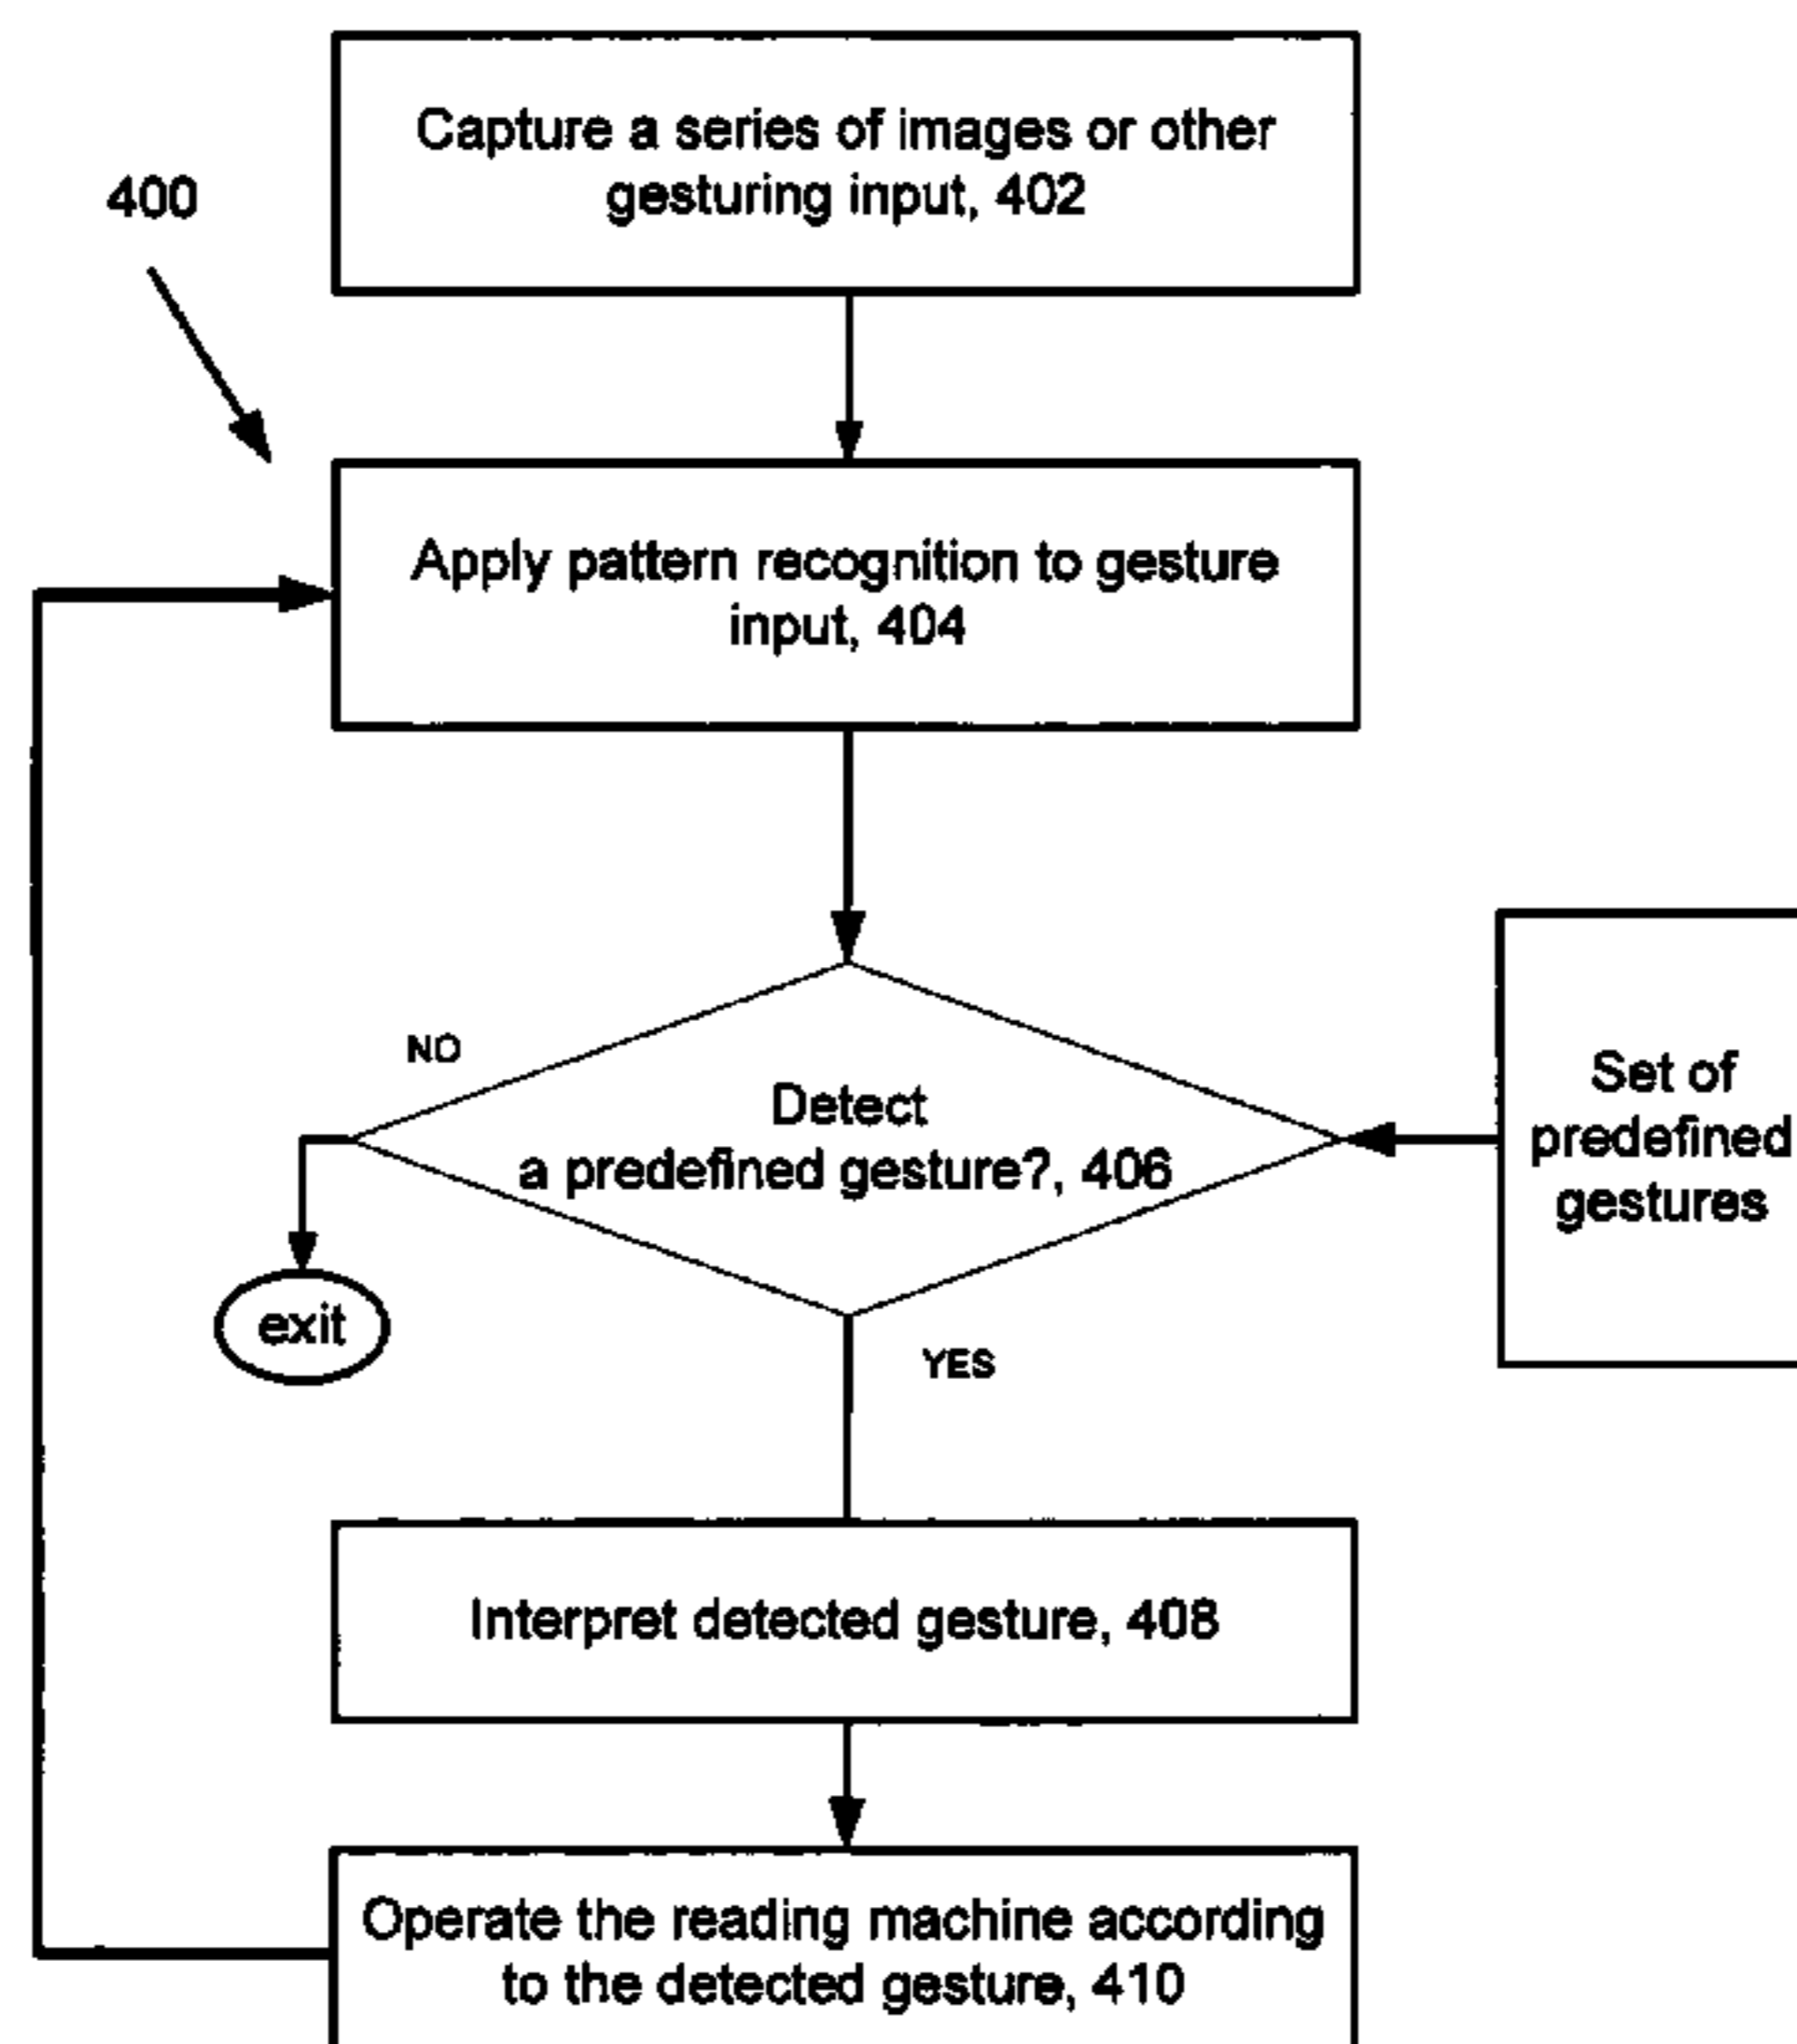 Capture a series of images or other
gesturing input, 402
400
Apply pattern recognition to gesture
input, 404
NO
Detect
a predefined gesture?, 406
Set of
predefined
gestures
exit
YES
Interpret detected gesture, 408
Operate the reading machine according
to the detected gesture, 410